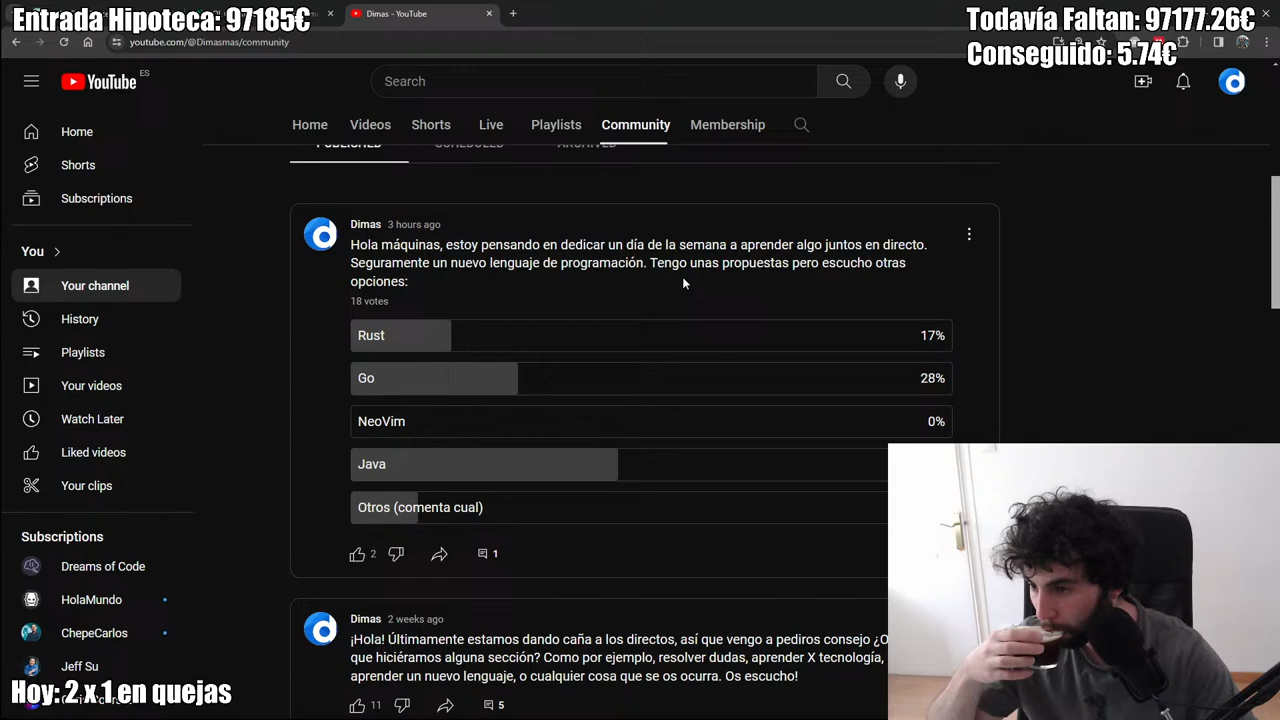 Entrada Hipoteca: 97185€
Dimas - YouTube
Todavía Faltan: 97177.26€
Conseguido: 5.74€
youtube.com/@Dimasmas/community
YouTube
ES
Search
Home
Videos
Shorts
Live
Playlists
Community
Membership
PUBLISHED
SCHEDULED
ARCHIVED
Home
Shorts
Subscriptions
You
Your channel
History
Playlists
Your videos
Watch Later
Liked videos
Your clips
Subscriptions
Dreams of Code
HolaMundo
ChepeCarlos
Jeff Su
Hoy: 2 x 1 en quejas
Dimas 3 hours ago
Hola máquinas, estoy pensando en dedicar un día de la semana a aprender algo juntos en directo.
Seguramente un nuevo lenguaje de programación. Tengo unas propuestas pero escucho otras
opciones:
18 votes
Rust 17%
Go 28%
NeoVim 0%
Java
Otros (comenta cual)
2
1
Dimas 2 weeks ago
¡Hola! Últimamente estamos dando caña a los directos, así que vengo a pediros consejo
que hiciéramos alguna sección? Como por ejemplo, resolver dudas, aprender X tecnología,
aprender un nuevo lenguaje, o cualquier cosa que se os ocurra. Os escucho!
11
5